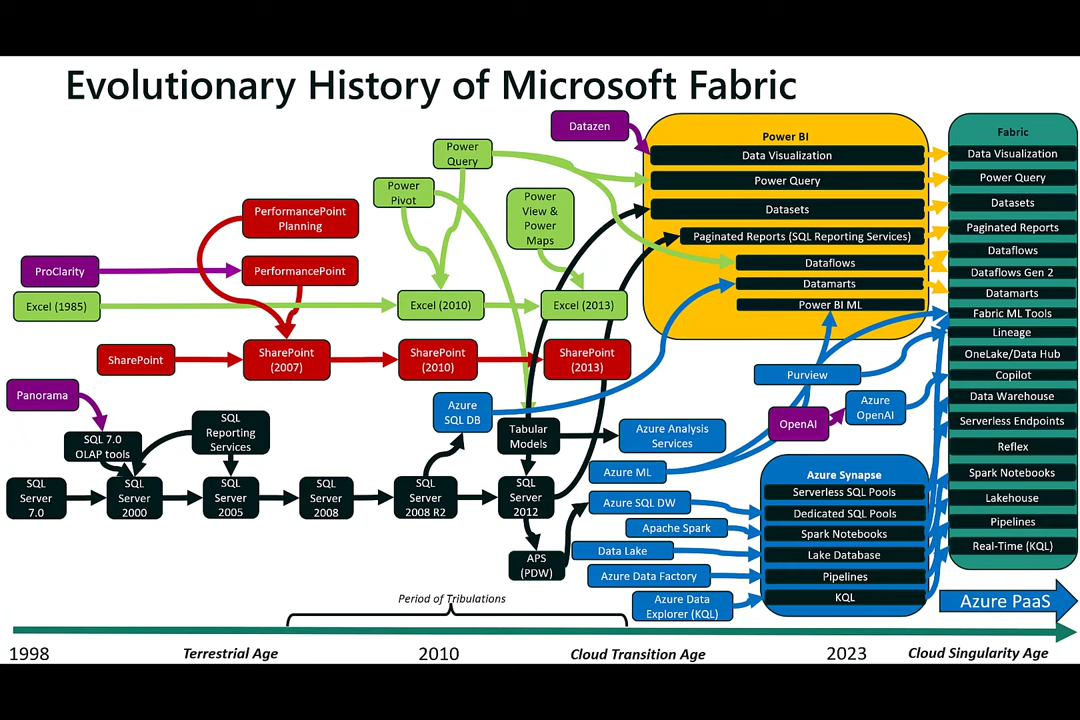 Evolutionary History of Microsoft Fabric
Datazen
Power
Query
Power
Pivot
Power
View &
Power
Maps
PerformancePoint
Planning
ProClarity
PerformancePoint
Excel (1985)
Excel (2010)
Excel (2013)
SharePoint
SharePoint
(2007)
SharePoint
(2010)
SharePoint
(2013)
Panorama
SQL 7.0
OLAP tools
SQL
Reporting
Services
Azure
SQL DB
Tabular
Models
Azure Analysis
Services
SQL
Server
7.0
SQL
Server
2000
SQL
Server
2005
SQL
Server
2008
SQL
Server
2008 R2
SQL
Server
2012
APS
(PDW)
Azure ML
Azure SQL DW
Apache Spark
Data Lake
Azure Data Factory
Azure Data
Explorer (KQL)
Power BI
Data Visualization
Power Query
Datasets
Paginated Reports (SQL Reporting Services)
Dataflows
Datamarts
Power BI ML
Purview
OpenAI
Azure
OpenAI
Azure Synapse
Serverless SQL Pools
Dedicated SQL Pools
Spark Notebooks
Lake Database
Pipelines
KQL
Fabric
Data Visualization
Power Query
Datasets
Paginated Reports
Dataflows
Dataflows Gen 2
Datamarts
Fabric ML Tools
Lineage
OneLake/Data Hub
Copilot
Data Warehouse
Serverless Endpoints
Reflex
Spark Notebooks
Lakehouse
Pipelines
Real-Time (KQL)
Azure PaaS
Period of Tribulations
1998
Terrestrial Age
2010
Cloud Transition Age
2023
Cloud Singularity Age